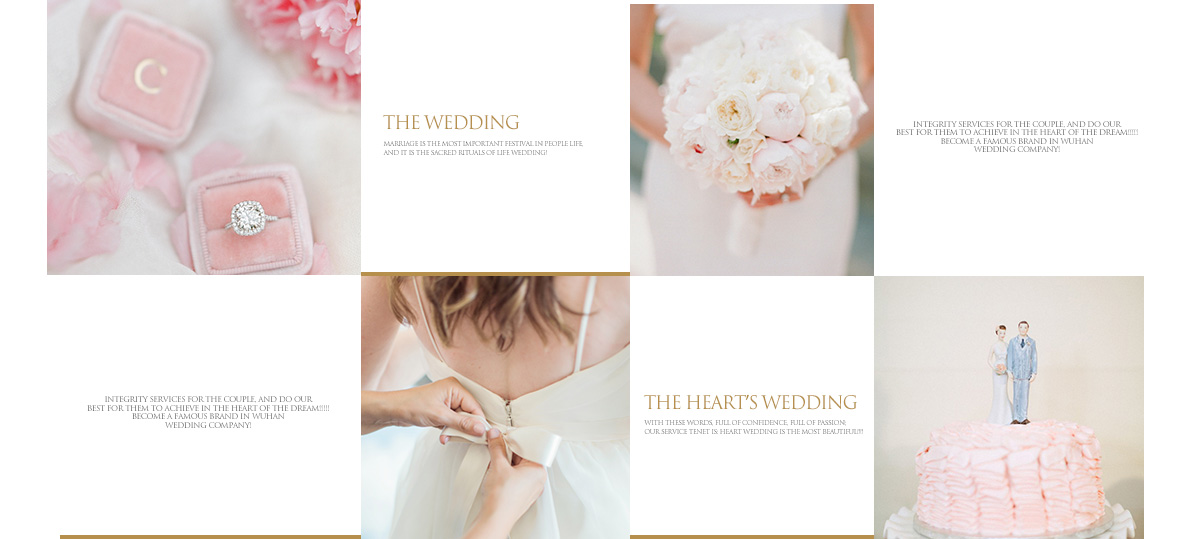 C
THE WEDDING
MARRIAGE IS THE MOST IMPORTANT FESTIVAL IN PEOPLE LIFE,
AND IT IS THE SACRED RITUALS OF LIFE WEDDING!
INTEGRITY SERVICES FOR THE COUPLE, AND DO OUR
BEST FOR THEM TO ACHIEVE IN THE HEART OF THE DREAM!!!!!
BECOME A FAMOUS BRAND IN WUHAN
WEDDING COMPANY!
INTEGRITY SERVICES FOR THE COUPLE, AND DO OUR
BEST FOR THEM TO ACHIEVE IN THE HEART OF THE DREAM!!!!!
BECOME A FAMOUS BRAND IN WUHAN
WEDDING COMPANY!
THE HEART'S WEDDING
WITH THESE WORDS, FULL OF CONFIDENCE, FULL OF PASSION;
OUR SERVICE TENET IS: HEART WEDDING IS THE MOST BEAUTIFUL!!!!